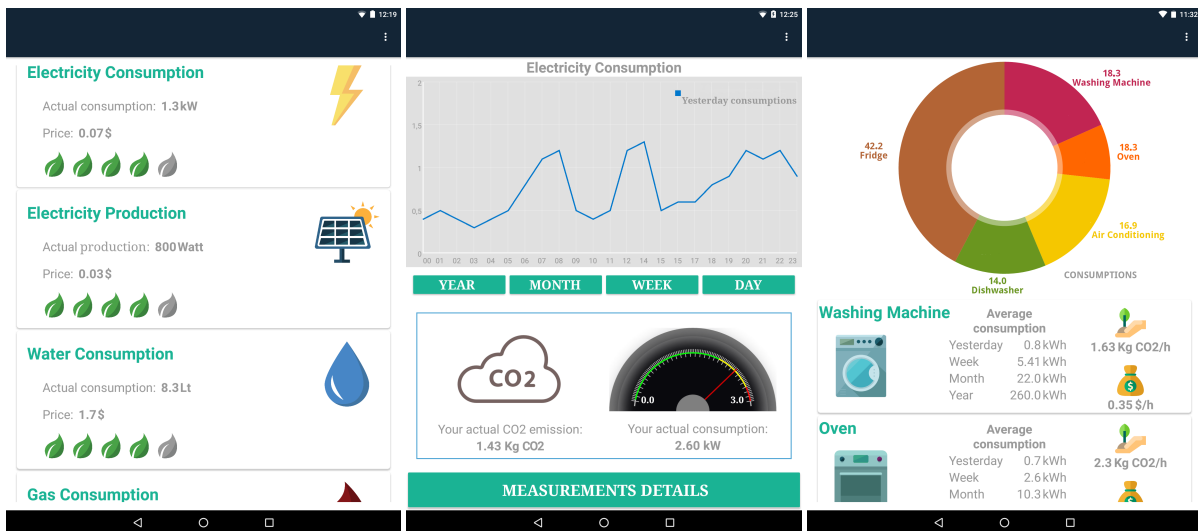 12:19
Electricity Consumption
Actual consumption: 1.3kW
Price: 0.07$
Electricity Production
Actual production: 800Watt
Price: 0.03$
Water Consumption
Actual consumption: 8.3Lt
Price: 1.7$
Gas Consumption
12:25
Electricity Consumption
2
Yesterday consumptions
1,5
1
0,5
0
00 01 02 03 04 05 06 07 08 09 10 11 12 14 15 15 16 17 18 19 20 21 22 23
YEAR MONTH WEEK DAY
CO2
0.0 3.0
Your actual CO2 emission:
1.43 Kg CO2
Your actual consumption:
2.60 kW
MEASUREMENTS DETAILS
11:32
18.3
Washing Machine
42.2
Fridge
18.3
Oven
16.9
Air Conditioning
14.0
Dishwasher
CONSUMPTIONS
Washing Machine
Average
consumption
Yesterday 0.8kWh
Week 5.41kWh
Month 22.0kWh
Year 260.0kWh
1.63 Kg CO2/h
0.35 $/h
Oven
Average
consumption
Yesterday 0.7kWh
Week 2.6kWh
Month 10.3kWh
2.3 Kg CO2/h